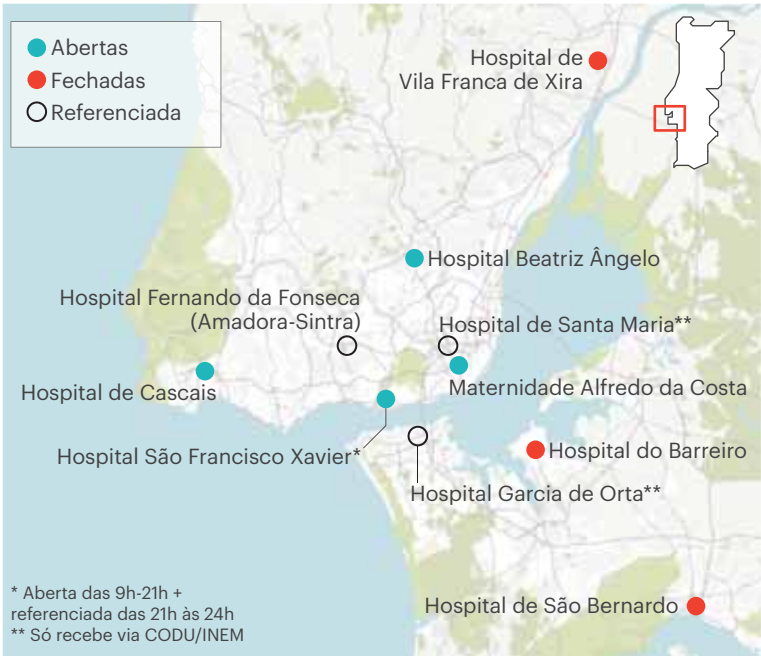 Abertas
Fechadas
Referenciada
Hospital de
Vila Franca de Xira
Hospital Beatriz Ângelo
Hospital Fernando da Fonseca
(Amadora-Sintra)
Hospital de Santa Maria**
Hospital de Cascais
Maternidade Alfredo da Costa
Hospital São Francisco Xavier*
Hospital do Barreiro
Hospital Garcia de Orta**
* Aberta das 9h-21h +
referenciada das 21h às 24h
** Só recebe via CODU/INEM
Hospital de São Bernardo